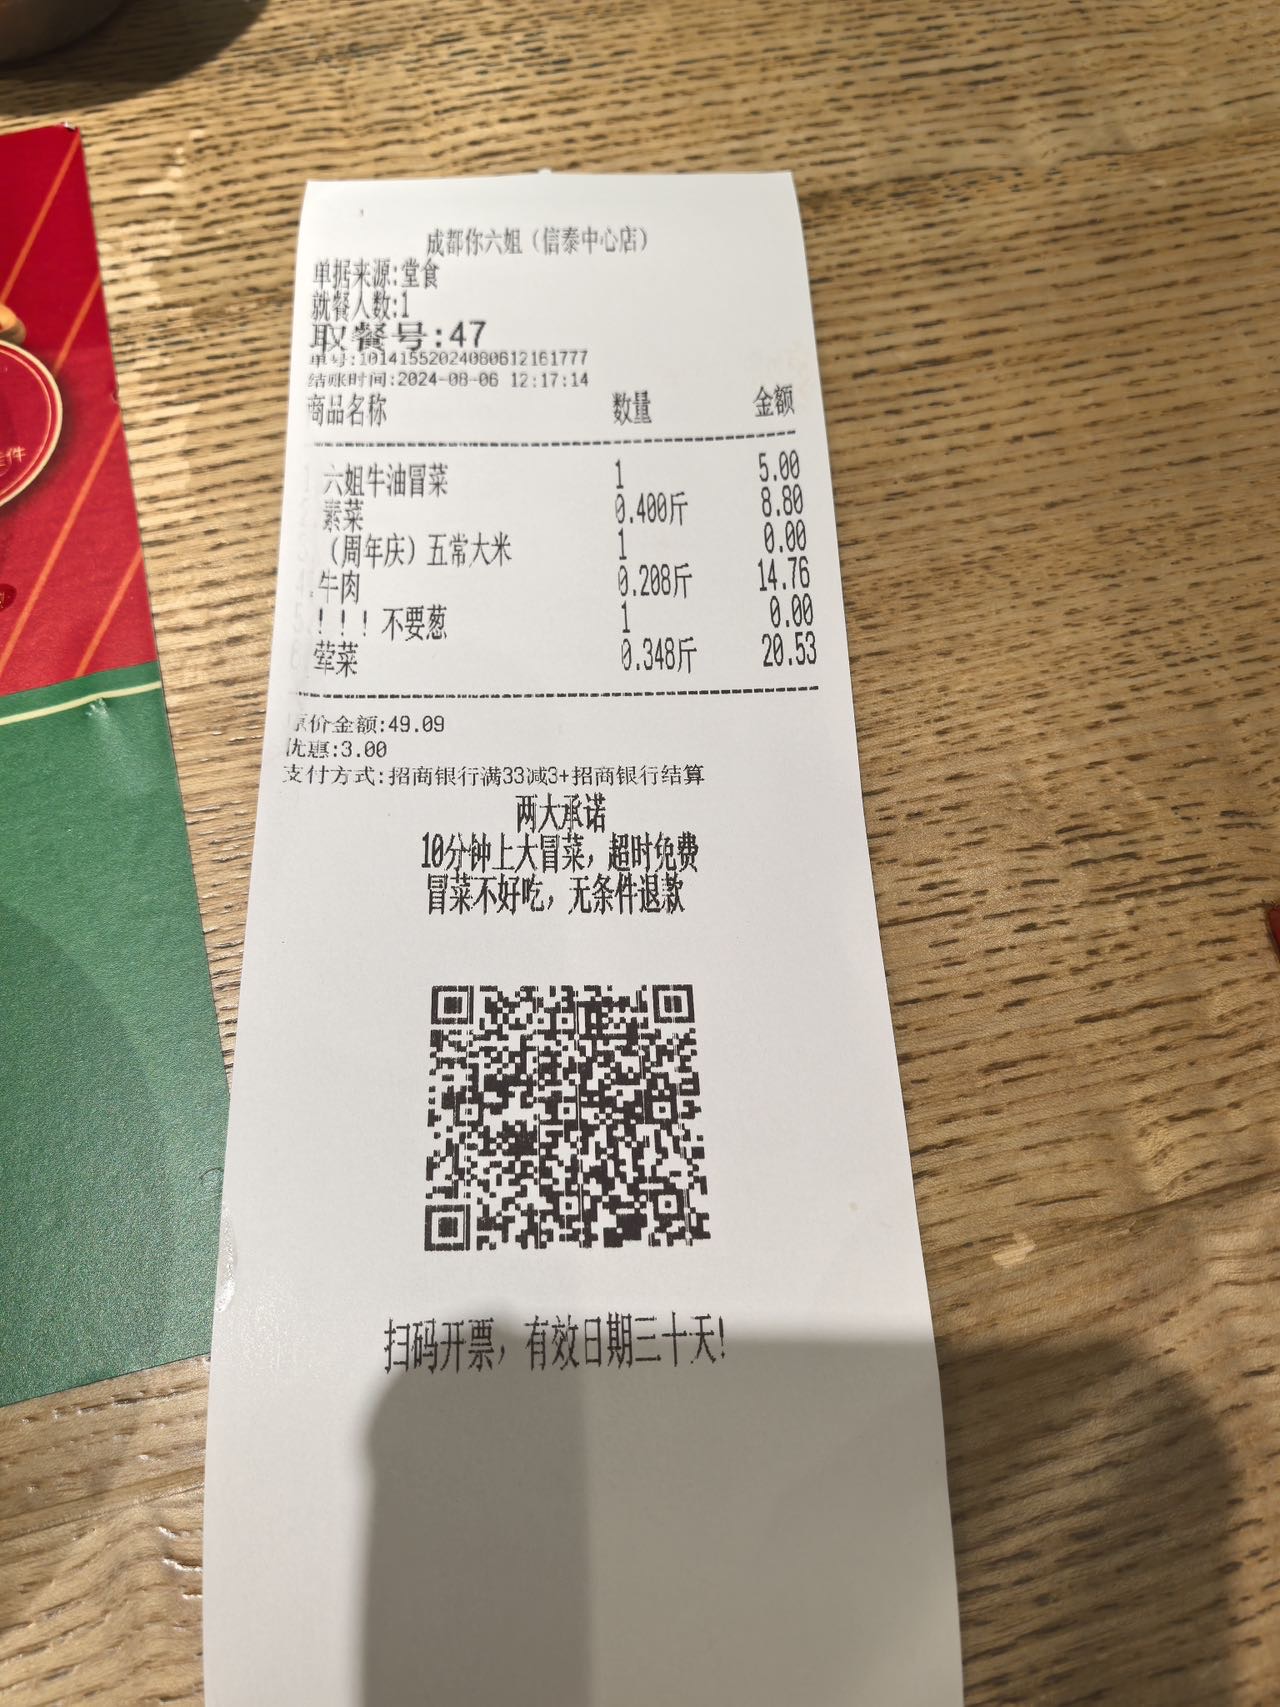 成都你六姐（信泰中心店）
单据来源:堂食
就餐人数:1
取餐号:47
单号:10141552024080612161777
结账时间:2024-08-06 12:17:14
商品名称 数量 金额
1 六姐牛油冒菜 1 5.00
2 素菜 0.400斤 8.80
（周年庆）五常大米 1 0.00
4.牛肉 0.208斤 14.76
5 ！！！不要葱 1 0.00
6 荤菜 0.348斤 20.53
原价金额:49.09
优惠:3.00
支付方式:招商银行满33减3+招商银行结算
两大承诺
10分钟上大冒菜，超时免费
冒菜不好吃，无条件退款
扫码开票，有效日期三十天!